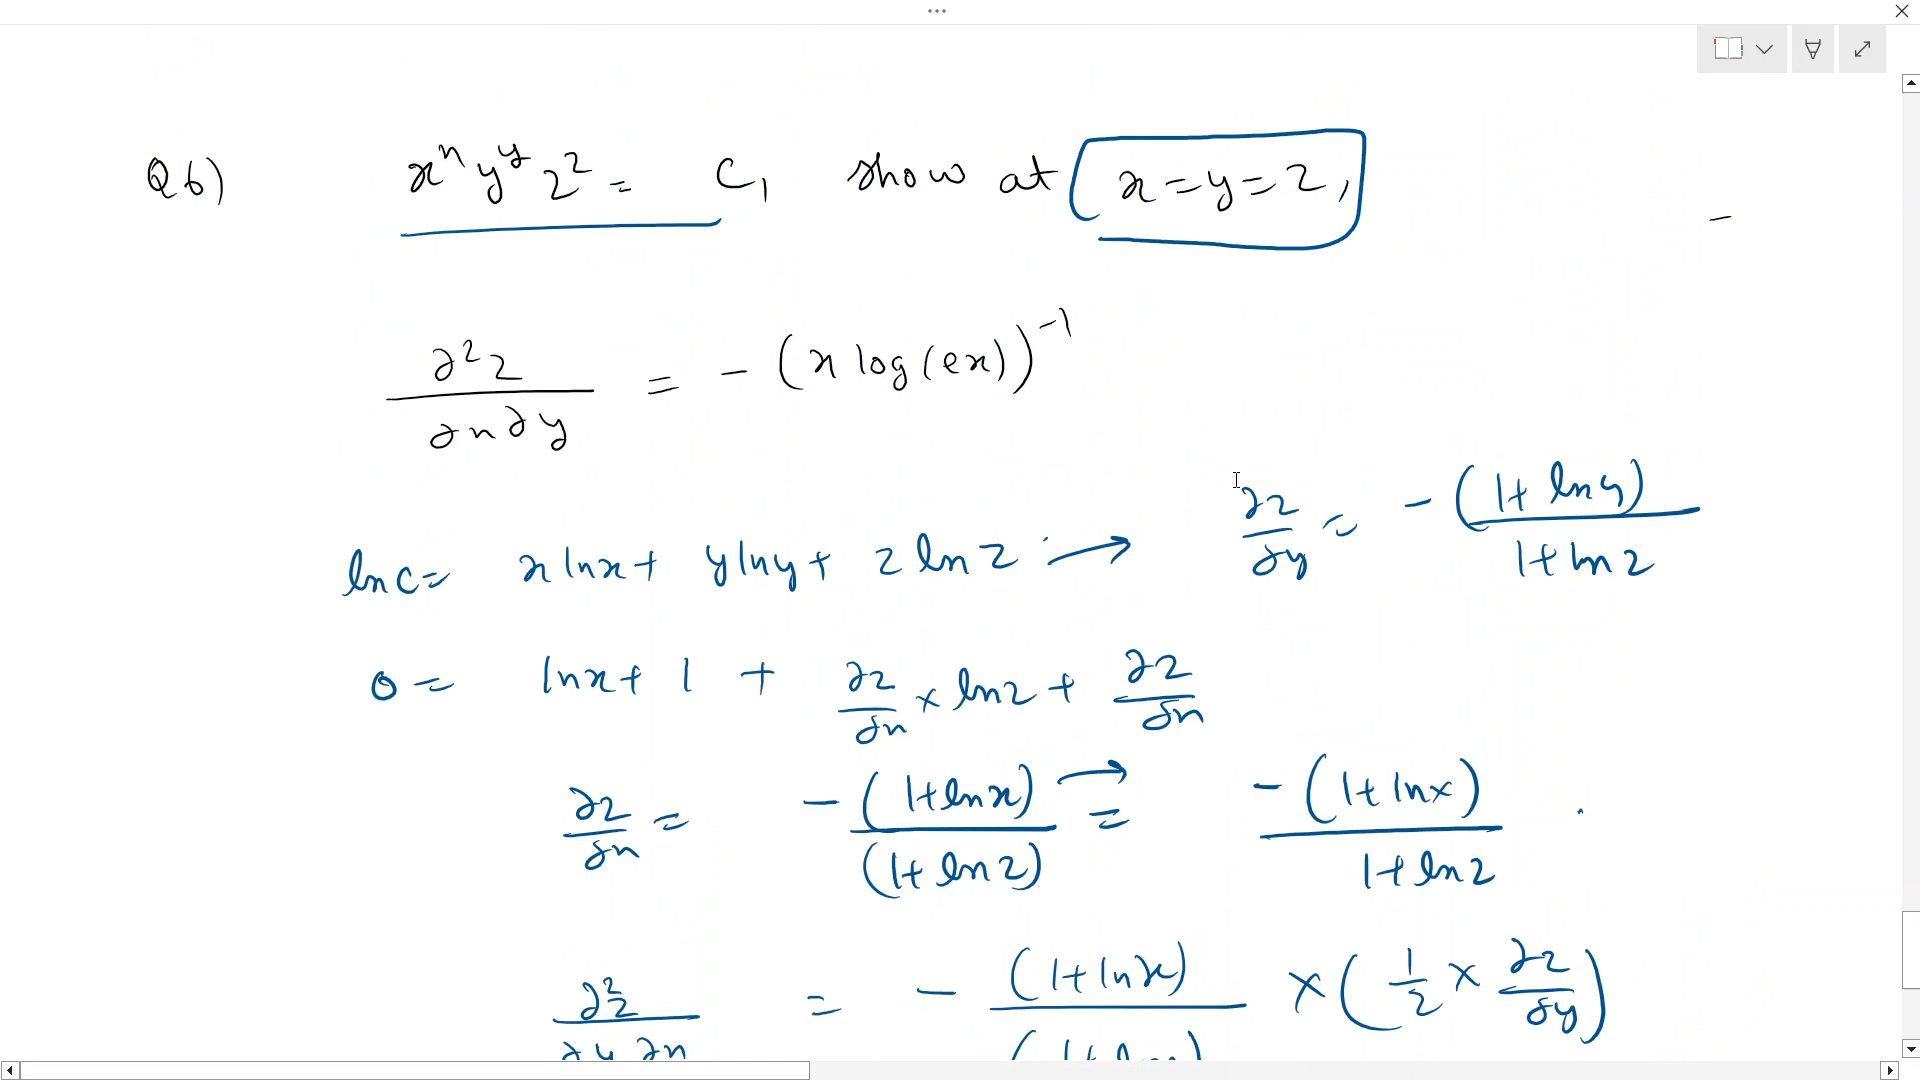 Q6) xⁿ y^y z^z = C, show at x = y = z,
∂²z / ∂x∂y = - (x log(ex))⁻¹
ln c = x ln x + y ln y + z ln z → ∂z/∂y = - (1 + ln y) / 1 + ln z
0 = ln x + 1 + ∂z/∂x × ln z + ∂z/∂x
∂z/∂x = - (1 + ln x) / (1 + ln z) → = - (1 + ln x) / 1 + ln z
∂²z / ∂y ∂x = - (1 + ln x) × (1/z × ∂z/∂y)